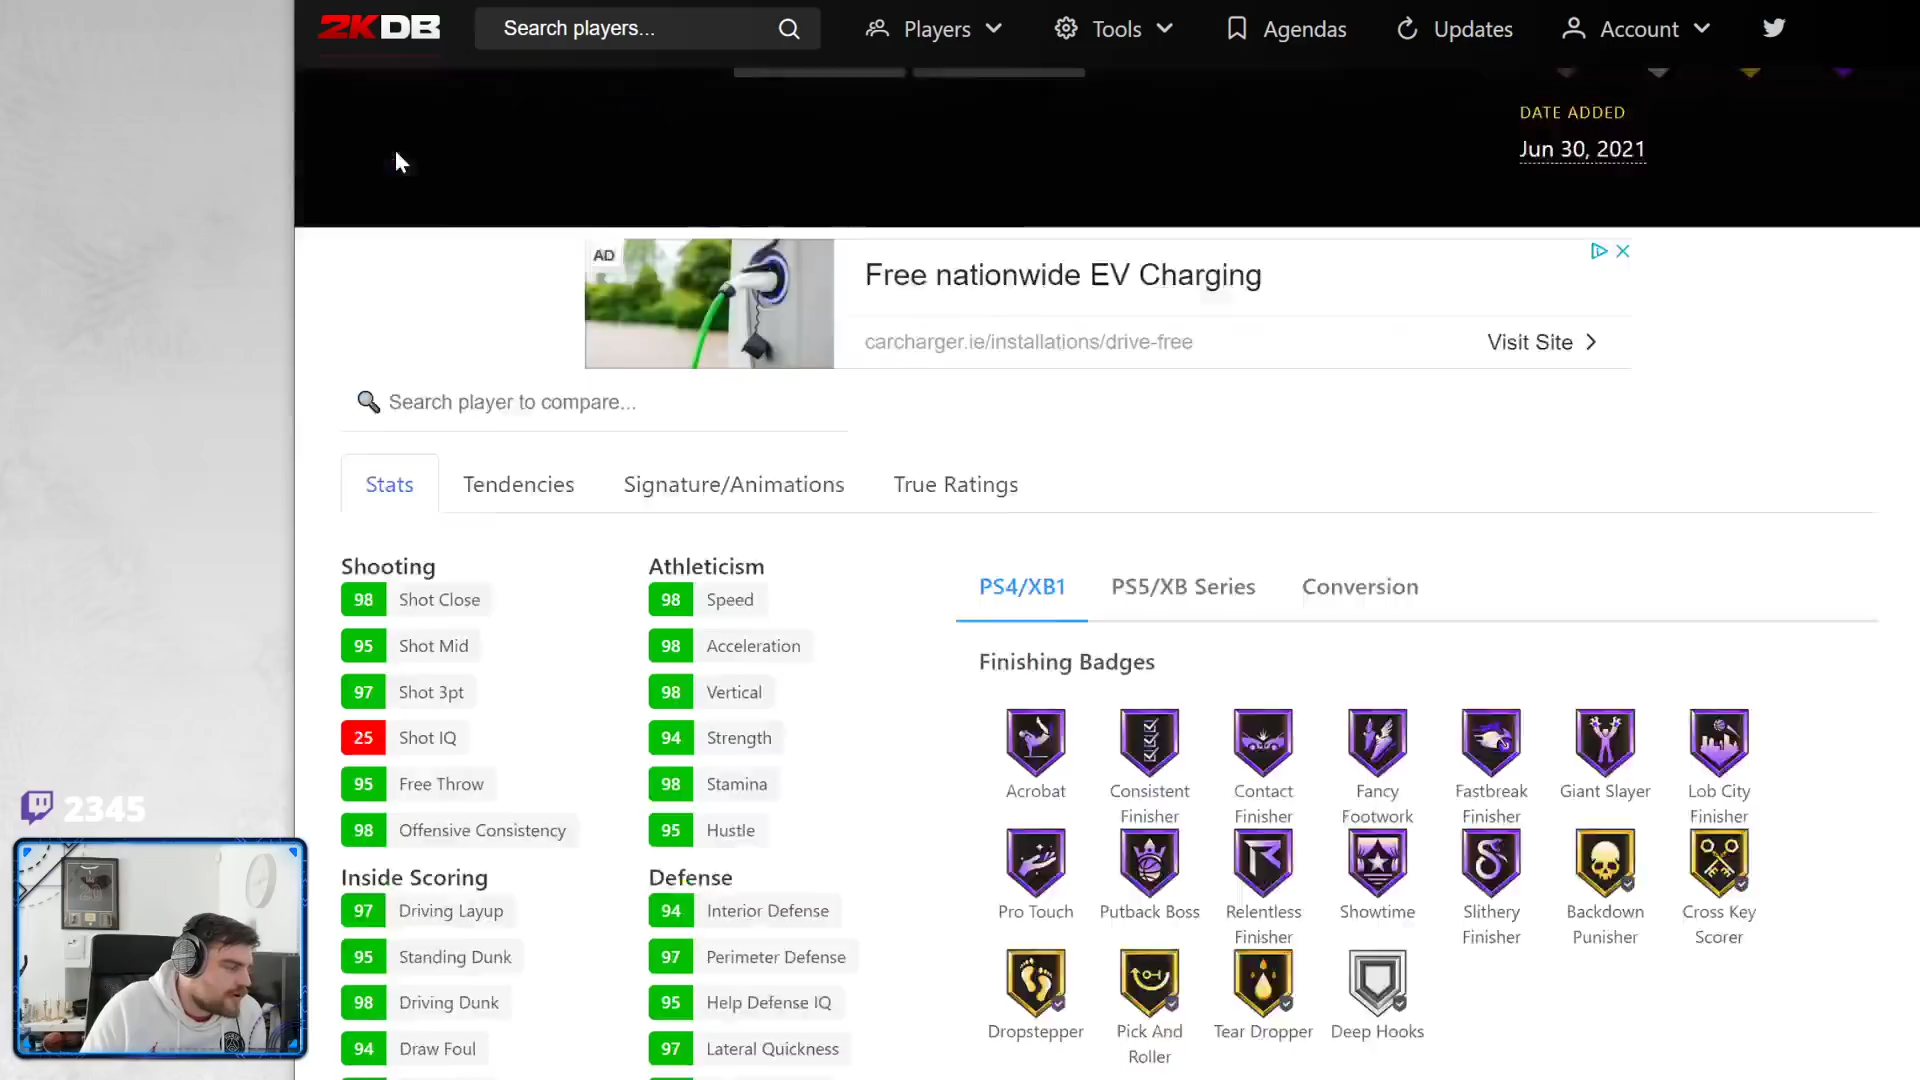 2KDB
Search players...
Players
Tools
Agendas
Updates
Account
DATE ADDED
Jun 30, 2021
AD
Free nationwide EV Charging
carcharger.ie/installations/drive-free
Visit Site
Search player to compare...
Stats
Tendencies
Signature/Animations
True Ratings
Shooting
98 Shot Close
95 Shot Mid
97 Shot 3pt
25 Shot IQ
95 Free Throw
98 Offensive Consistency
Inside Scoring
97 Driving Layup
95 Standing Dunk
98 Driving Dunk
94 Draw Foul
Athleticism
98 Speed
98 Acceleration
98 Vertical
94 Strength
98 Stamina
95 Hustle
Defense
94 Interior Defense
97 Perimeter Defense
95 Help Defense IQ
97 Lateral Quickness
PS4/XB1
PS5/XB Series
Conversion
Finishing Badges
Acrobat
Consistent
Finisher
Contact
Finisher
Fancy
Footwork
Fastbreak
Finisher
Giant Slayer
Lob City
Finisher
Pro Touch
Putback Boss
Relentless
Finisher
Showtime
Slithery
Finisher
Backdown
Punisher
Cross Key
Scorer
Dropstepper
Pick And
Roller
Tear Dropper
Deep Hooks
2345